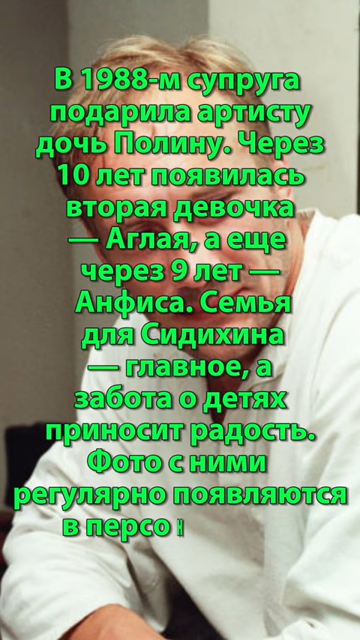 В 1988-м супруга
подарила артисту
дочь Полину. Через
10 лет появилась
вторая девочка
— Аглая, а еще
через 9 лет —
Анфиса. Семья
для Сидихина
— главное, а
забота о детях
приносит радость.
Фото с ними
регулярно появляются
в персон